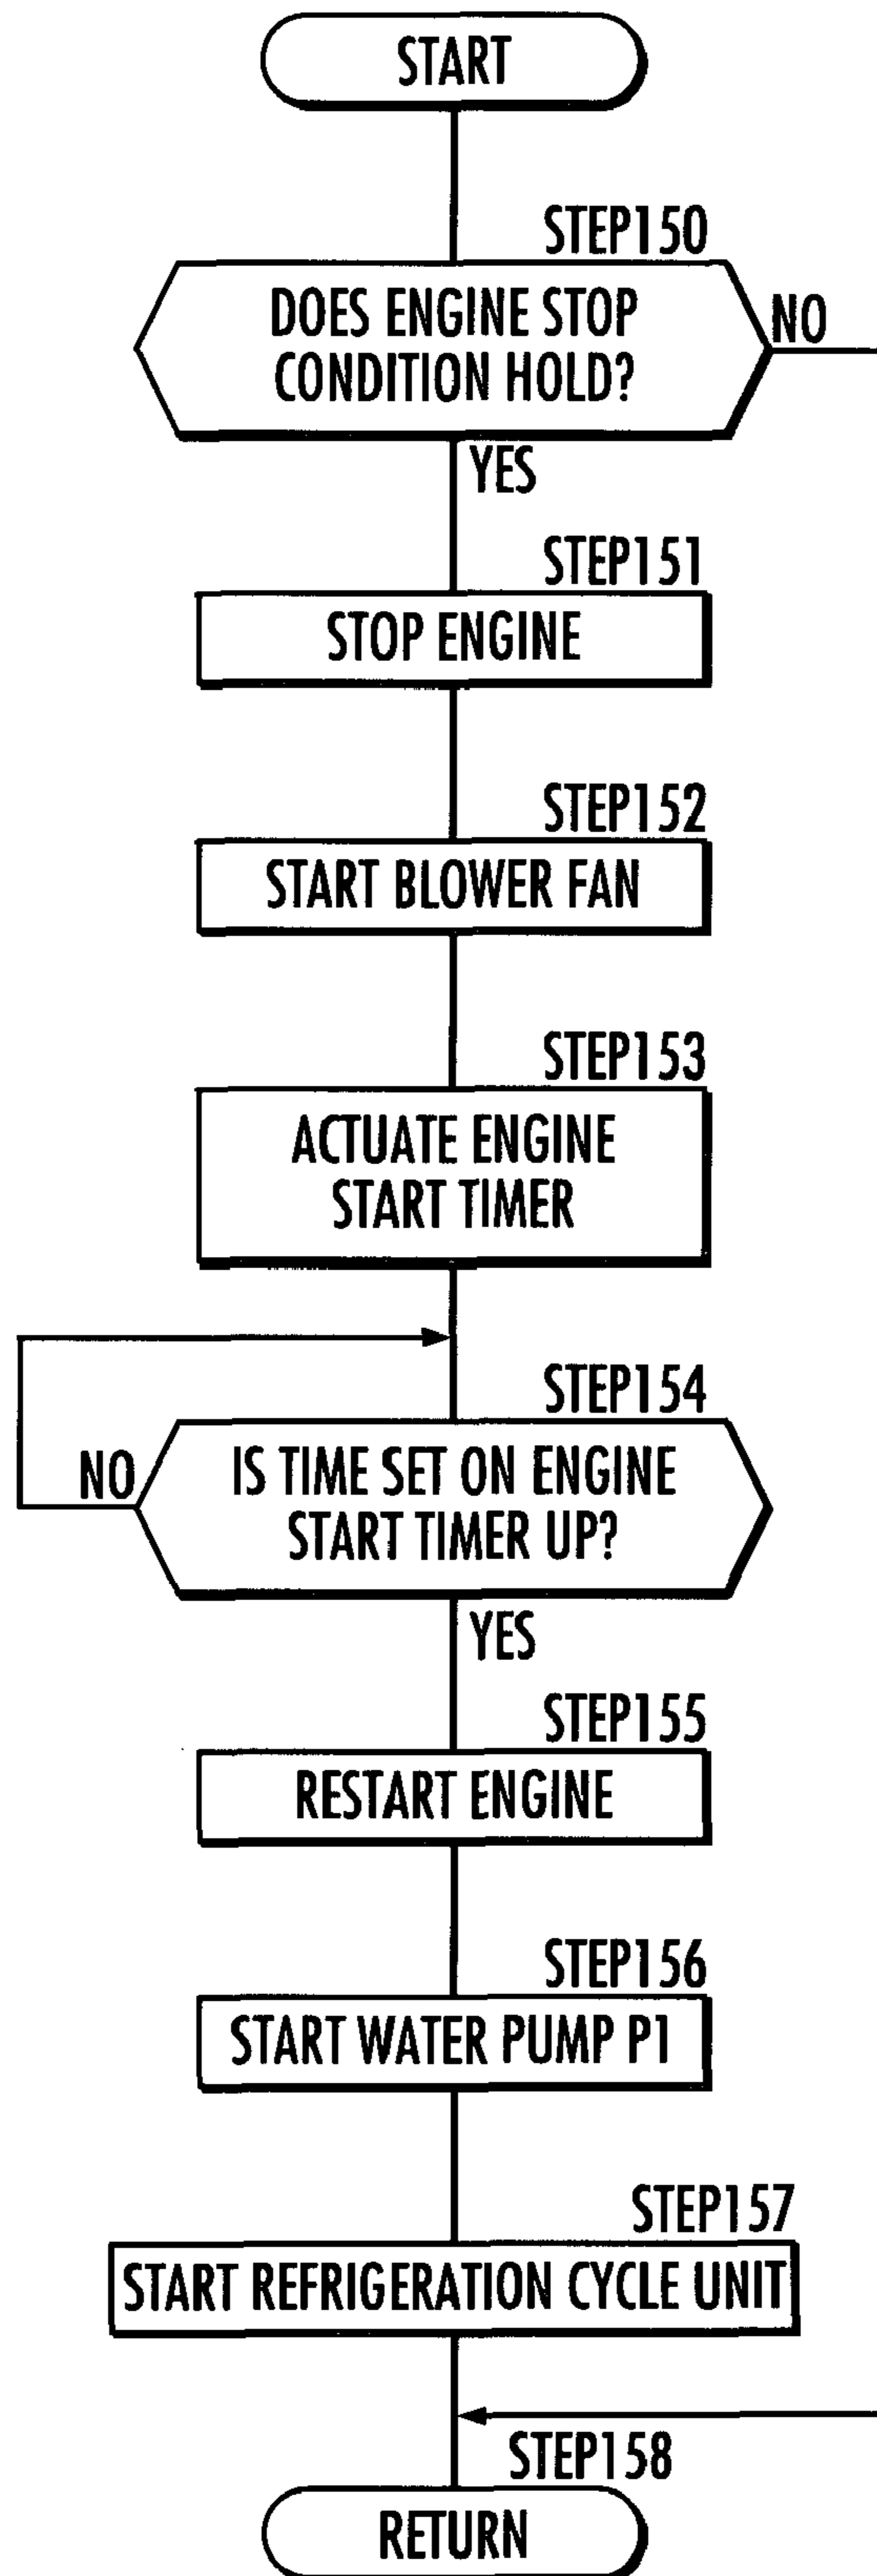 START
STEP150
DOES ENGINE STOP
CONDITION HOLD?
NO
YES
STEP151
STOP ENGINE
STEP152
START BLOWER FAN
STEP153
ACTUATE ENGINE
START TIMER
STEP154
NO
IS TIME SET ON ENGINE
START TIMER UP?
YES
STEP155
RESTART ENGINE
STEP156
START WATER PUMP P1
STEP157
START REFRIGERATION CYCLE UNIT
STEP158
RETURN